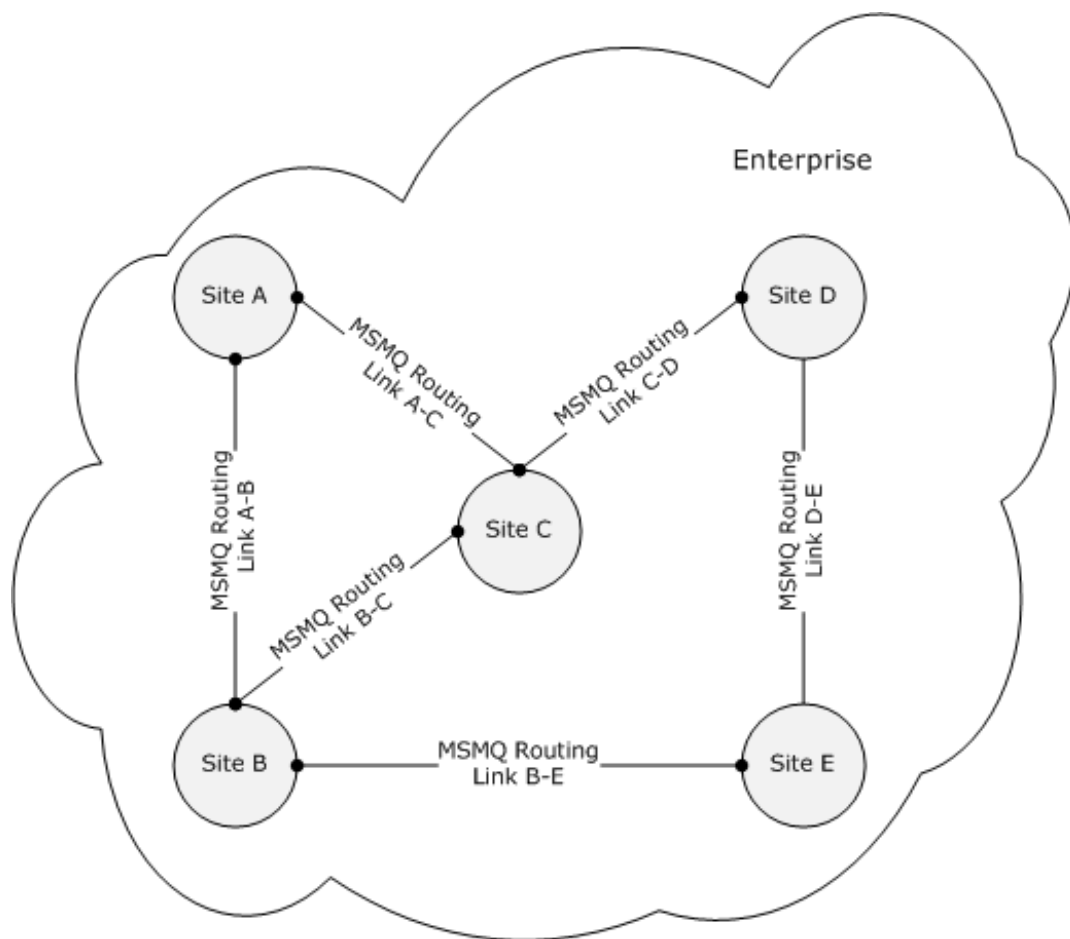 Enterprise
Site A
Site D
MSMQ Routing
Link A-C
MSMQ Routing
Link C-D
MSMQ Routing
Link A-B
MSMQ Routing
Link D-E
Site C
MSMQ Routing
Link B-C
Site B
MSMQ Routing
Link B-E
Site E